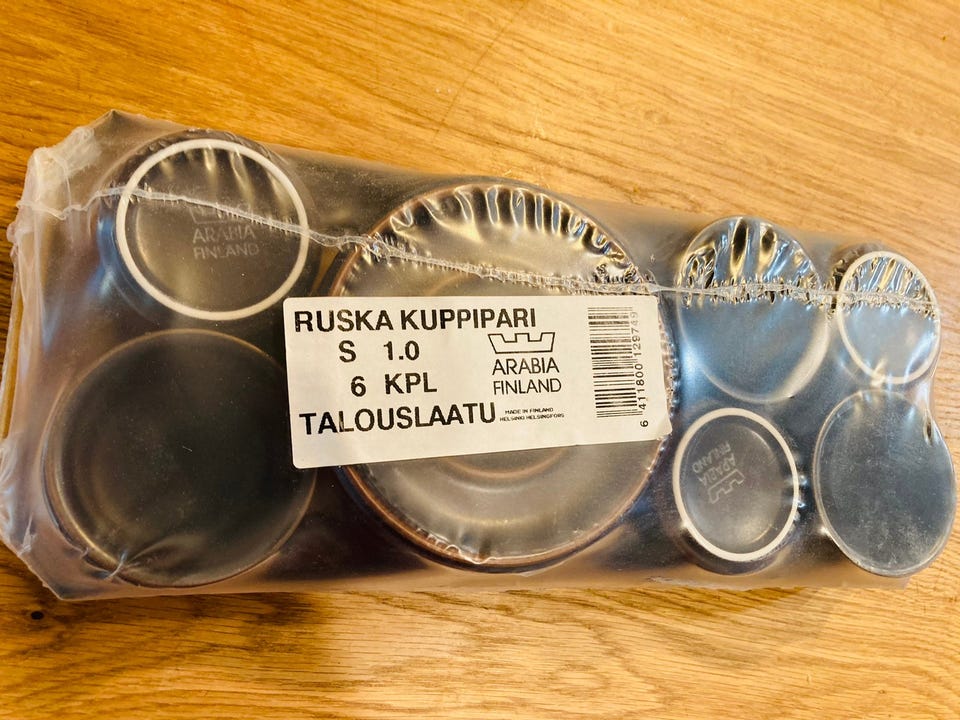 ARABIA
FINLAND
RUSKA KUPPIPARI
S 1.0
6 KPL
TALOUSLAATU
ARABIA
FINLAND
MADE IN FINLAND
HELSINKI HELSINGFORS
6 411800 129749
ARABIA
FINLAND